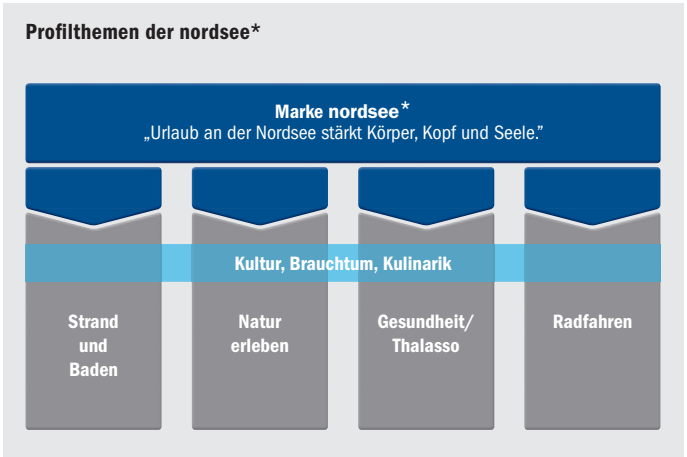 Profilthemen der nordsee*
Marke nordsee*
„Urlaub an der Nordsee stärkt Körper, Kopf und Seele.”
Kultur, Brauchtum, Kulinarik
Strand
und
Baden
Natur
erleben
Gesundheit/
Thalasso
Radfahren